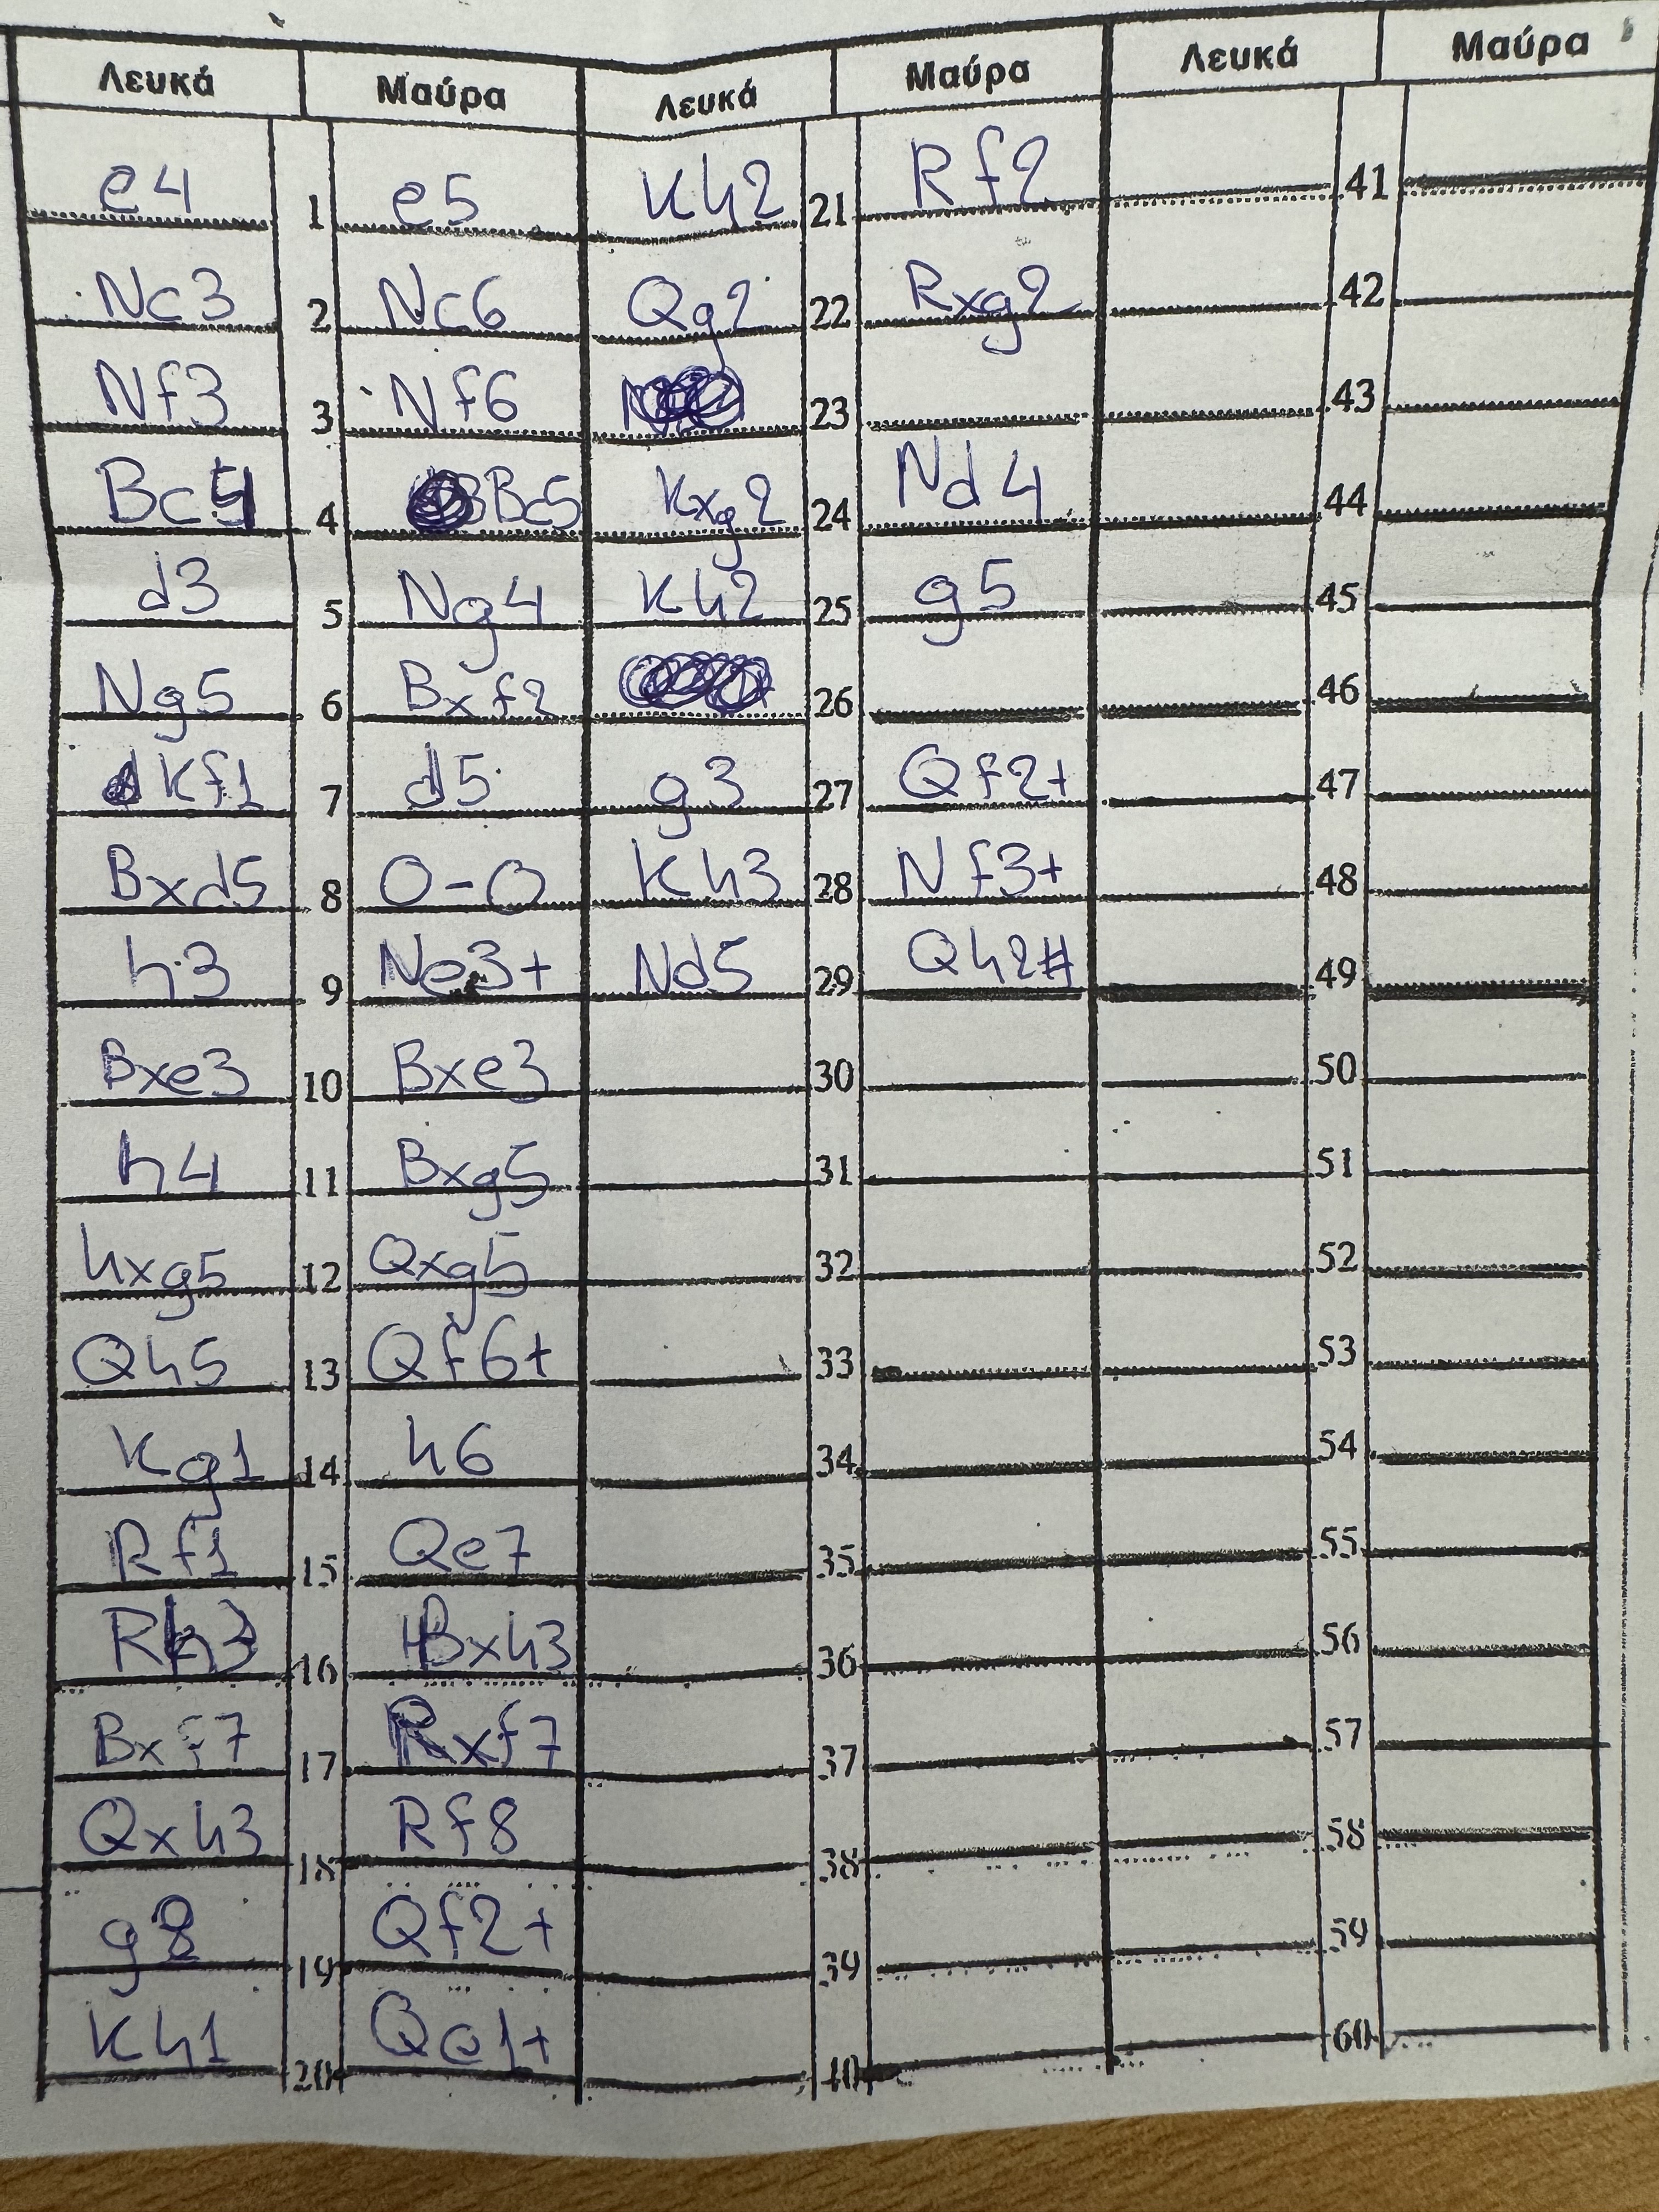 Λευκά Μαύρα Λευκά Μαύρα Λευκά Μαύρα
e4 1 e5 Kh2 21 Rf2 41
Nc3 2 Nc6 Qg2 22 Rxg2 42
Nf3 3 Nf6 23 43
Bc4 4 Bc5 Kxg2 24 Nd4 44
d3 5 Ng4 Kh2 25 g5 45
Ng5 6 Bxf2 26 46
Kf1 7 d5 g3 27 Qf2+ 47
Bxd5 8 O-O Kh3 28 Nf3+ 48
h3 9 Ne3+ Nd5 29 Qh2# 49
Bxe3 10 Bxe3 30 50
h4 11 Bxg5 31 51
hxg5 12 Qxg5 32 52
Qh5 13 Qf6+ 33 53
Kg1 14 h6 34 54
Rf1 15 Qe7 35 55
Rh3 16 Bxh3 36 56
Bxf7 17 Rxf7 37 57
Qxh3 18 Rf8 38 58
19 Qf2+ 39 59
Kh1 20 Qe1+ 40 60